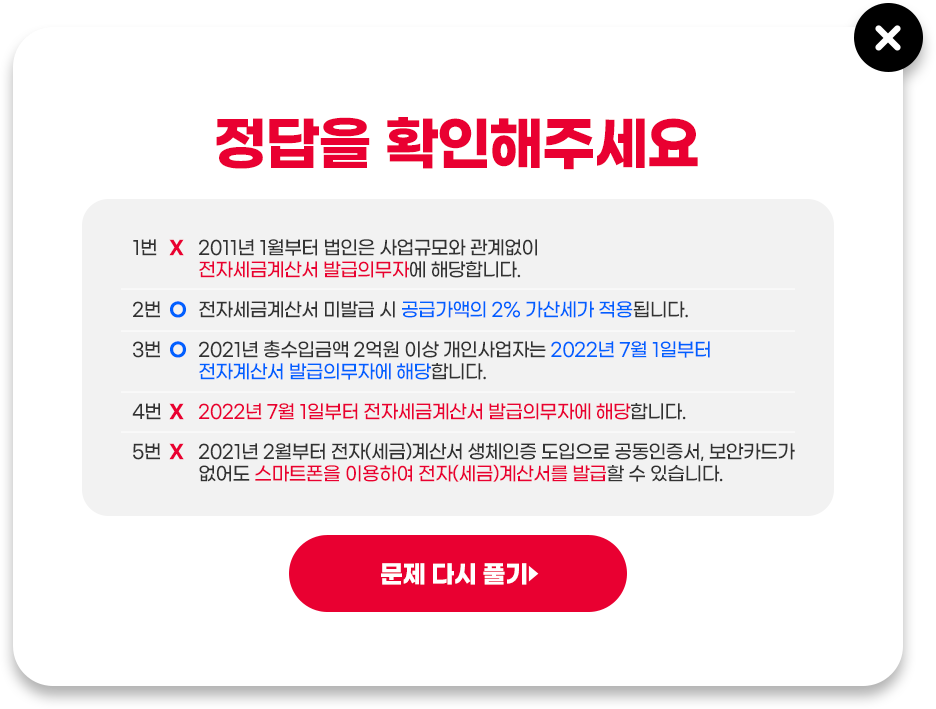 정답을 확인해주세요
1번 X 2011년 1월부터 법인은 사업규모와 관계없이
전자세금계산서 발급의무자에 해당합니다.
2번 O 전자세금계산서 미발급 시 공급가액의 2% 가산세가 적용됩니다.
3번 O 2021년 총수입금액 2억원 이상 개인사업자는 2022년 7월 1일부터
전자계산서 발급의무자에 해당합니다.
4번 X 2022년 7월 1일부터 전자세금계산서 발급의무자에 해당합니다.
5번 X 2021년 2월부터 전자(세금)계산서 생체인증 도입으로 공동인증서, 보안카드가
없어도 스마트폰을 이용하여 전자(세금)계산서를 발급할 수 있습니다.
문제 다시 풀기